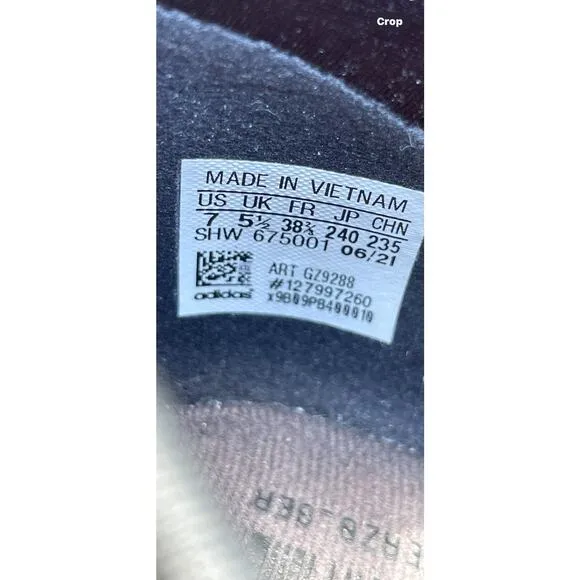 Crop
MADE IN VIETNAM
US UK FR JP CHN
7 5½ 38⅔ 240 235
SHW 675001 06/21
ART GZ9288
#127997260
x9B09PB400010
adidas